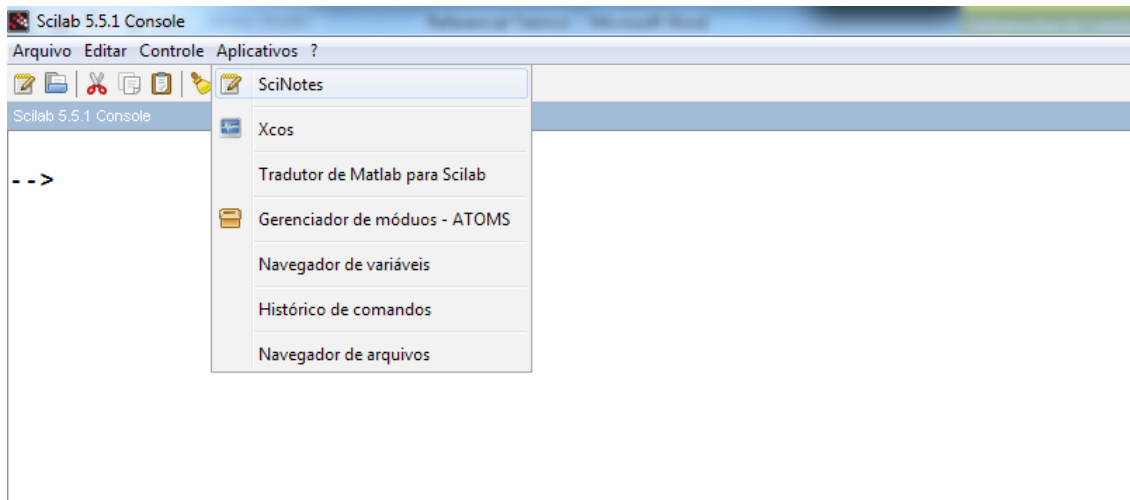 Scilab 5.5.1 Console
Arquivo Editar Controle Aplicativos ?
SciNotes
Scilab 5.5.1 Console
Xcos
-->
Tradutor de Matlab para Scilab
Gerenciador de móduos - ATOMS
Navegador de variáveis
Histórico de comandos
Navegador de arquivos